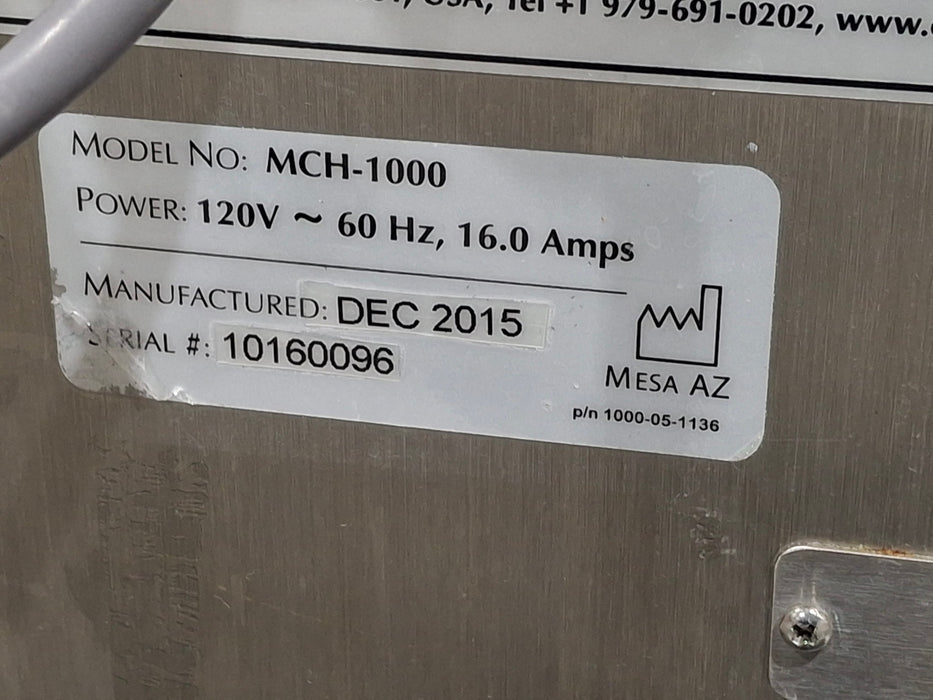 USA, Tel +1 979-691-0202, www.
MODEL NO: MCH-1000
POWER: 120V ~ 60 Hz, 16.0 Amps
MANUFACTURED: DEC 2015
SERIAL #: 10160096
MESA AZ
p/n 1000-05-1136